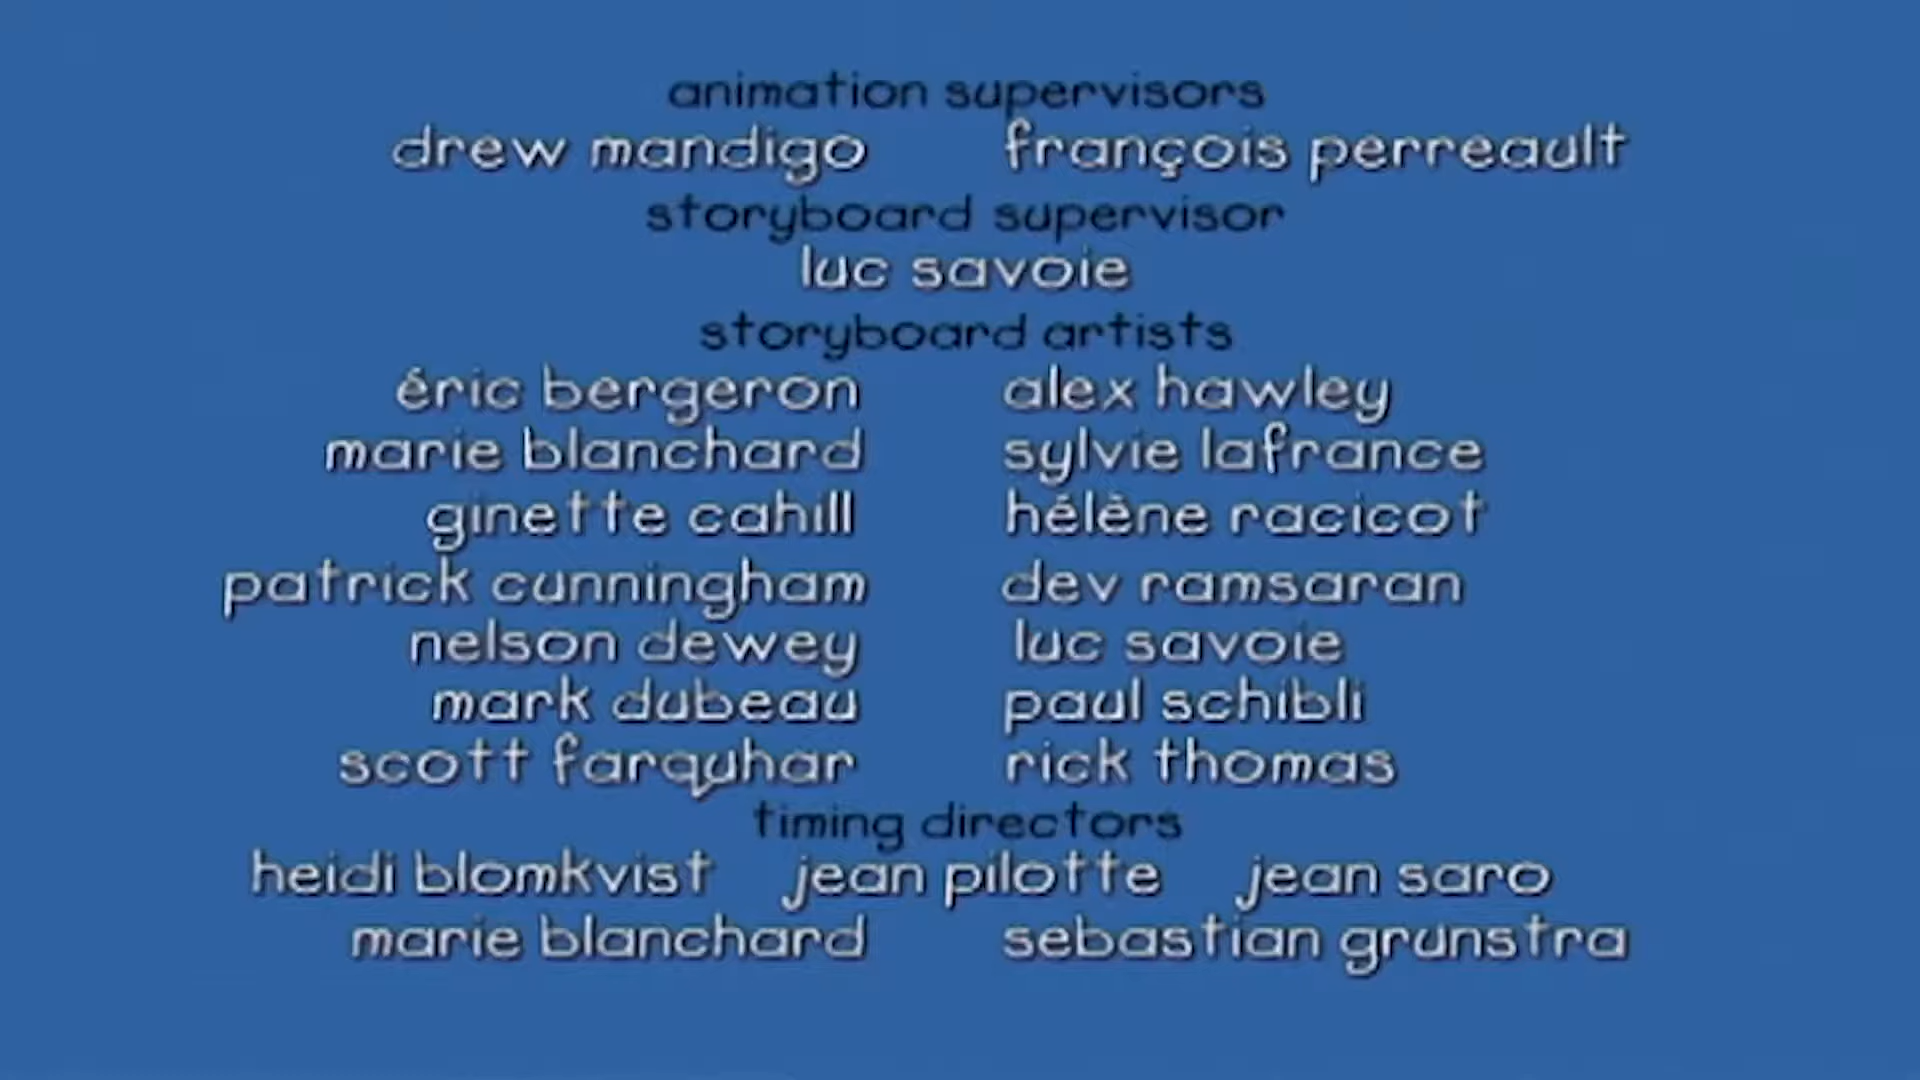 animation supervisors
drew mandigo françois perreault
storyboard supervisor
luc savoie
storyboard artists
éric bergeron alex hawley
marie blanchard sylvie lafrance
ginette cahill hélène racicot
patrick cunningham dev ramsaran
nelson dewey luc savoie
mark dubeau paul schibli
scott farquhar rick thomas
timing directors
heidi blomkvist jean pilotte jean saro
marie blanchard sebastian grunstra